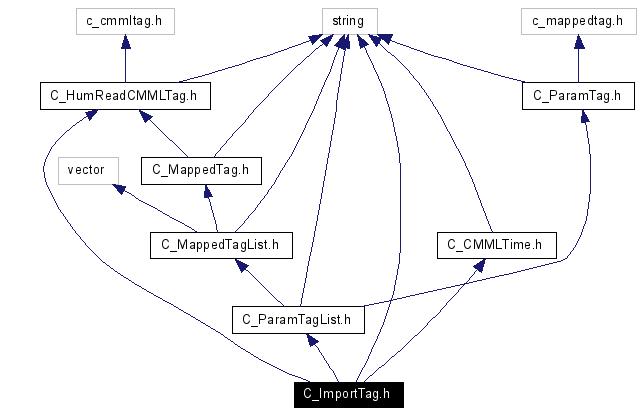 c_cmmltag.h
string
c_mappedtag.h
C_HumReadCMMLTag.h
C_ParamTag.h
vector
C_MappedTag.h
C_MappedTagList.h
C_CMMLTime.h
C_ParamTagList.h
C_ImportTag.h